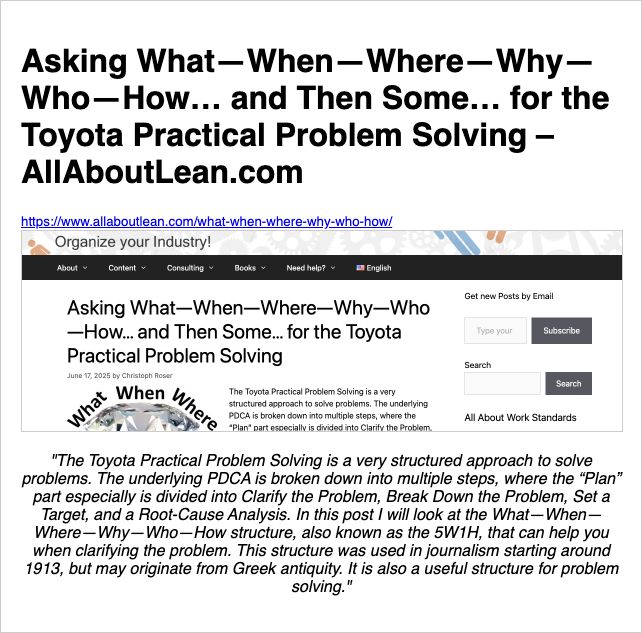 Asking What—When—Where—Why—
Who—How… and Then Some… for the
Toyota Practical Problem Solving –
AllAboutLean.com
https://www.allaboutlean.com/what-when-where-why-who-how/
Organize your Industry!
About Content Consulting Books Need help? English
Asking What—When—Where—Why—Who
—How… and Then Some… for the Toyota
Practical Problem Solving
June 17, 2025 by Christoph Roser
What When Where
The Toyota Practical Problem Solving is a very
structured approach to solve problems. The underlying
PDCA is broken down into multiple steps, where the
“Plan” part especially is divided into Clarify the Problem,
Get new Posts by Email
Type your
Subscribe
Search
Search
All About Work Standards
"The Toyota Practical Problem Solving is a very structured approach to solve
problems. The underlying PDCA is broken down into multiple steps, where the “Plan”
part especially is divided into Clarify the Problem, Break Down the Problem, Set a
Target, and a Root-Cause Analysis. In this post I will look at the What—When—
Where—Why—Who—How structure, also known as the 5W1H, that can help you
when clarifying the problem. This structure was used in journalism starting around
1913, but may originate from Greek antiquity. It is also a useful structure for problem
solving."